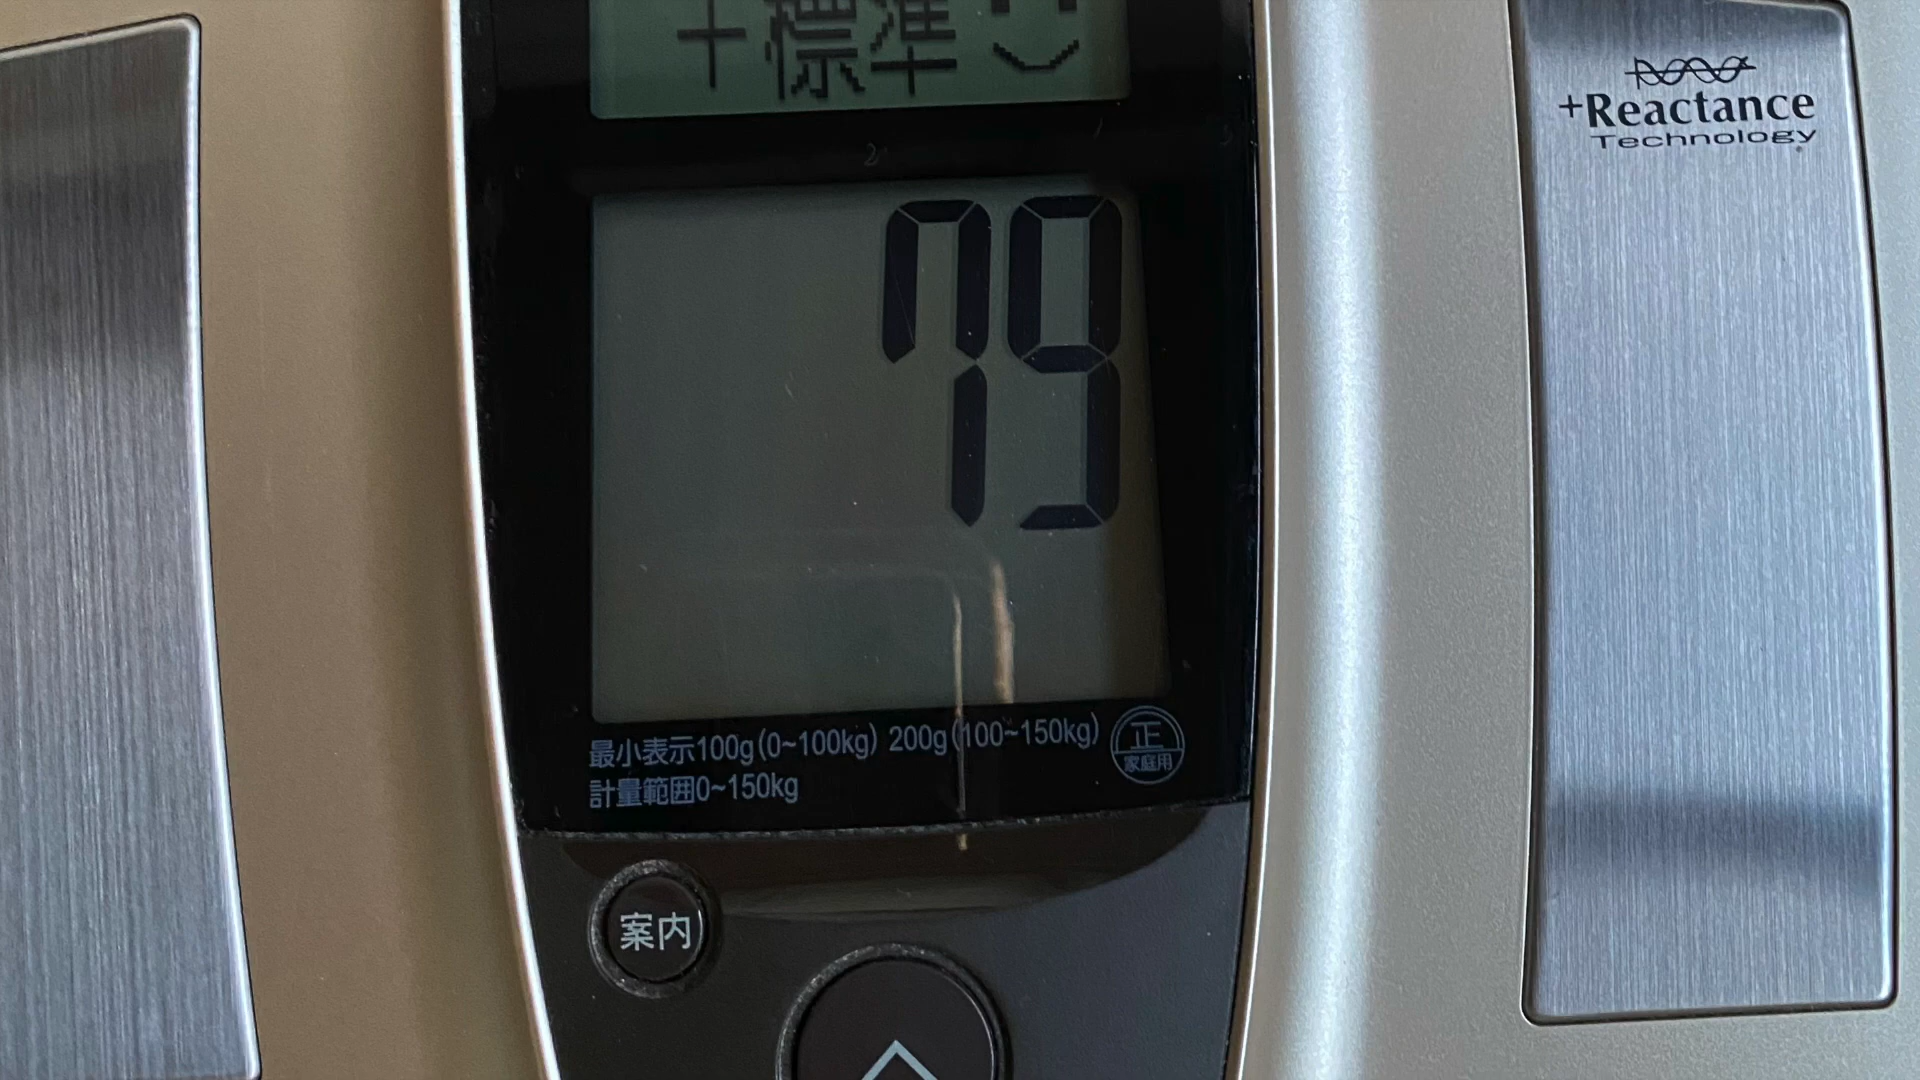 +標準
+Reactance
Technology
79
最小表示100g(0~100kg) 200g(100~150kg)
正
家庭用
計量範囲0~150kg
案内